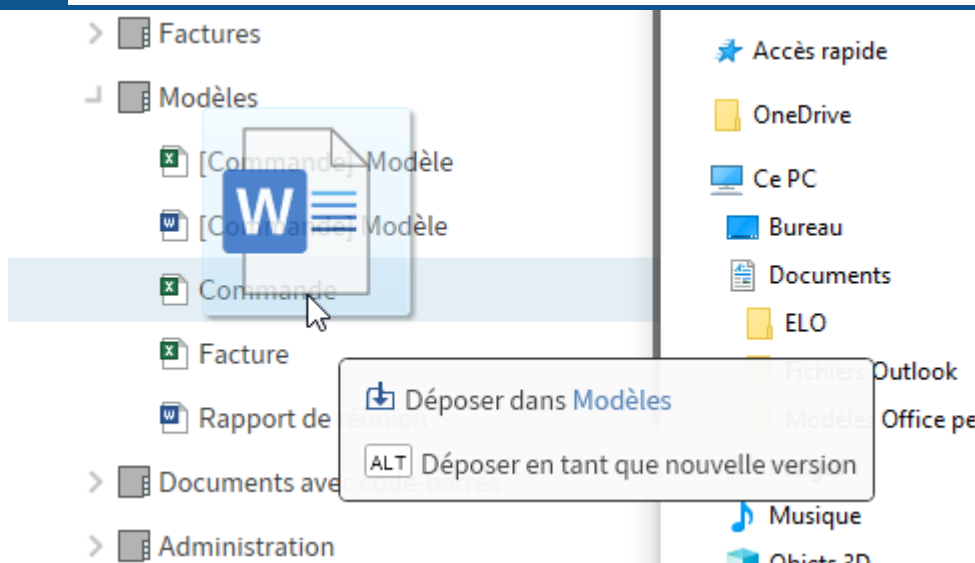 Factures
Modèles
[Commande] Modèle
[Commande] Modèle
Commande
Facture
Rapport de réunion
Documents avec code-barres
Administration
W
Déposer dans Modèles
ALT Déposer en tant que nouvelle version
Accès rapide
OneDrive
Ce PC
Bureau
Documents
ELO
Fichiers Outlook
Modèles Office pe
Musique
Objets 3D